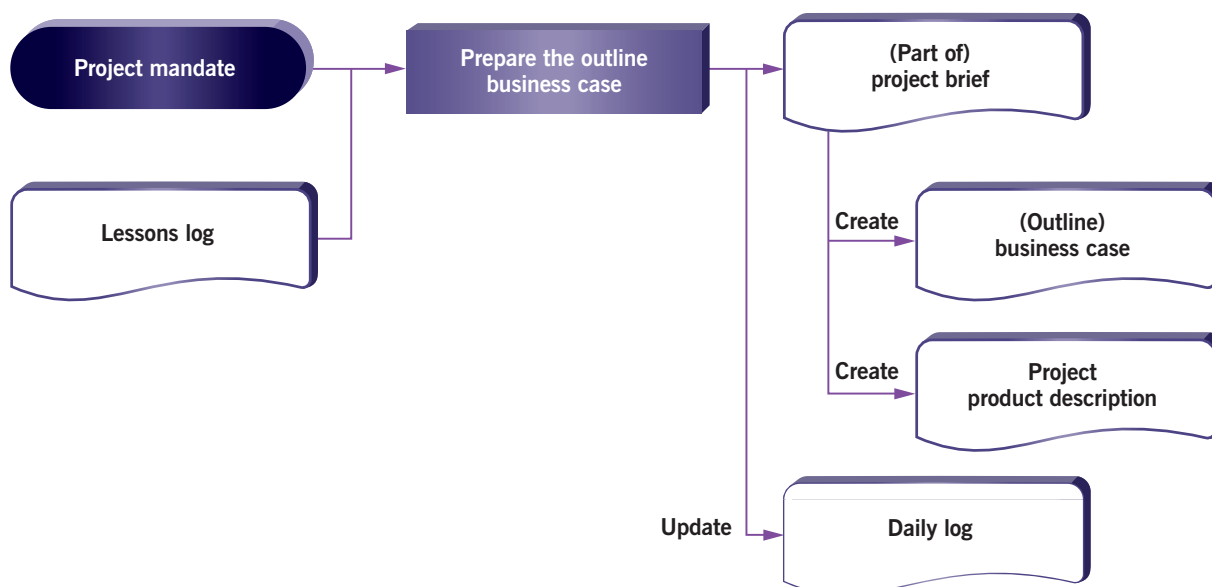 Project mandate
Prepare the outline
business case
(Part of)
project brief
Lessons log
Create
(Outline)
business case
Create
Project
product description
Update
Daily log